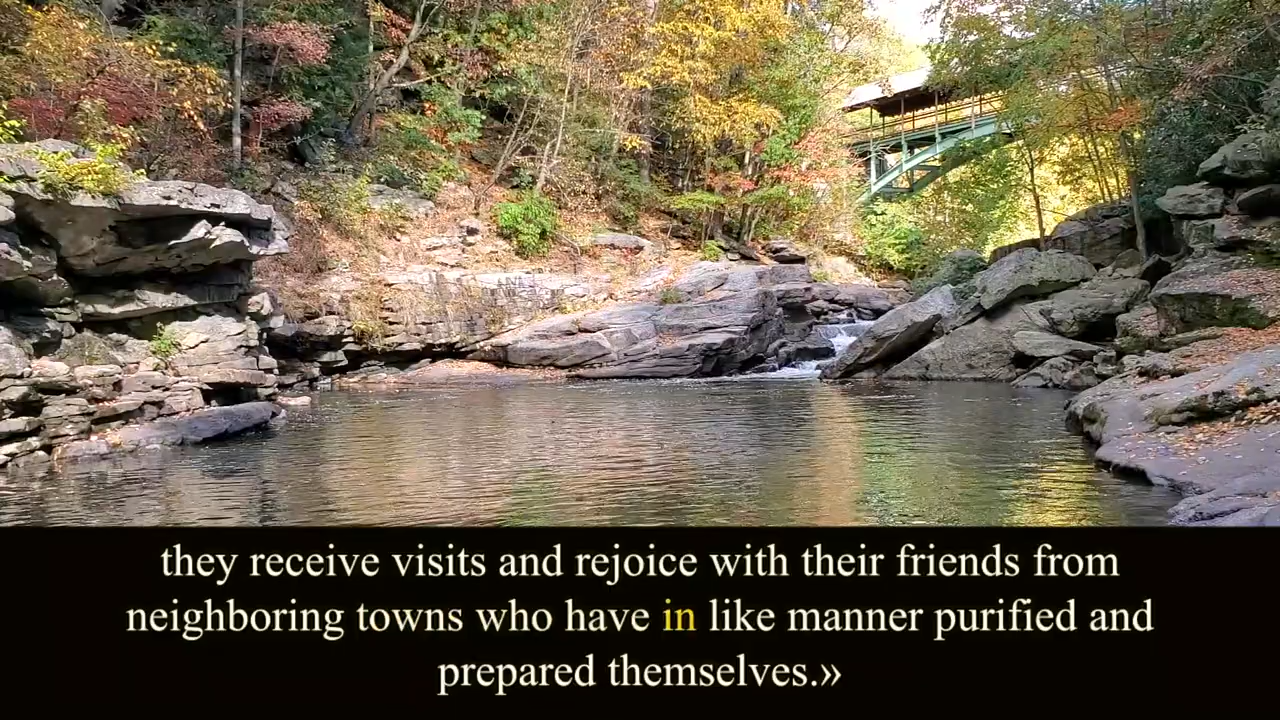 they receive visits and rejoice with their friends from
neighboring towns who have in like manner purified and
prepared themselves.»